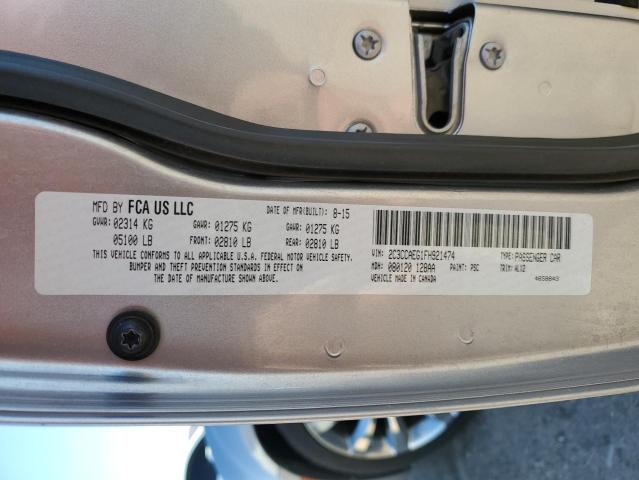 MFD BY FCA US LLC DATE OF MFR(BUILT): 8-15
GVWR: 02314 KG GAWR: 01275 KG GAWR: 01275 KG
05100 LB FRONT: 02810 LB REAR: 02810 LB
THIS VEHICLE CONFORMS TO ALL APPLICABLE U.S.A. FEDERAL MOTOR VEHICLE SAFETY,
BUMPER AND THEFT PREVENTION STANDARDS IN EFFECT ON
THE DATE OF MANUFACTURE SHOWN ABOVE.
VIN: 2C3CCAEG1FH921474 TYPE: PASSENGER CAR
MDH: 080120 128AA PAINT: PSC TRIM: ALX2
VEHICLE MADE IN CANADA